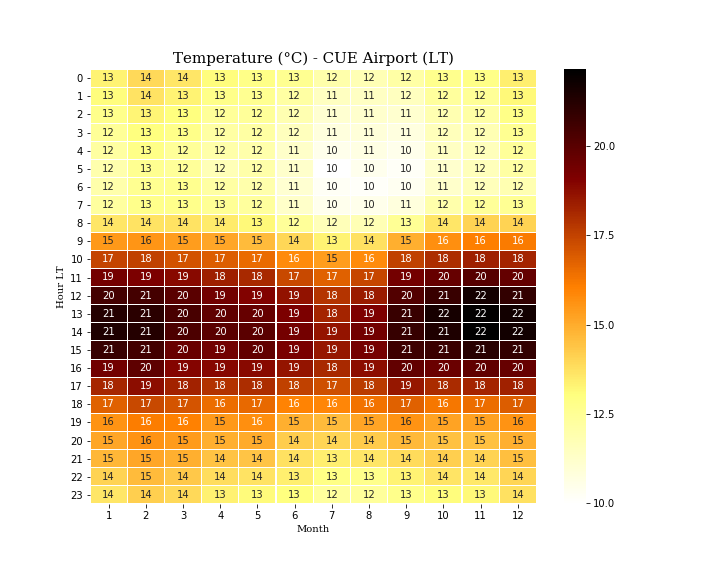 Temperature (°C) - CUE Airport (LT)
0 13 14 14 13 13 13 12 12 12 13 13 13
1 13 14 13 13 13 12 11 11 12 12 12 13
2 13 13 13 12 12 12 11 11 11 12 12 13
3 12 13 13 12 12 12 11 11 11 12 12 13
4 12 13 12 12 12 11 10 11 10 11 12 12
5 12 13 12 12 12 11 10 10 10 11 12 12
6 12 13 13 12 12 11 10 10 10 11 12 12
7 12 13 13 13 12 11 10 10 11 12 12 13
8 14 14 14 14 13 12 12 12 13 14 14 14
9 15 16 15 15 15 14 13 14 15 16 16 16
10 17 18 17 17 17 16 15 16 18 18 18 18
11 19 19 19 18 18 17 17 17 19 20 20 20
12 20 21 20 19 19 19 18 18 20 21 22 21
13 21 21 20 20 20 19 18 19 21 22 22 22
14 21 21 20 20 20 19 19 19 21 21 22 22
15 21 21 20 19 20 19 19 19 21 21 21 21
16 19 20 19 19 19 19 18 19 20 20 20 20
17 18 19 18 18 18 18 17 18 19 18 18 18
18 17 17 17 16 17 16 16 16 17 16 17 17
19 16 16 16 15 16 15 15 15 16 15 15 16
20 15 16 15 15 15 14 14 14 15 15 15 15
21 15 15 15 14 14 14 13 14 14 14 14 15
22 14 15 14 14 14 13 13 13 13 14 14 14
23 14 14 14 13 13 13 12 12 13 13 13 14
1 2 3 4 5 6 7 8 9 10 11 12
Month
Hour LT
20.0
17.5
15.0
12.5
10.0